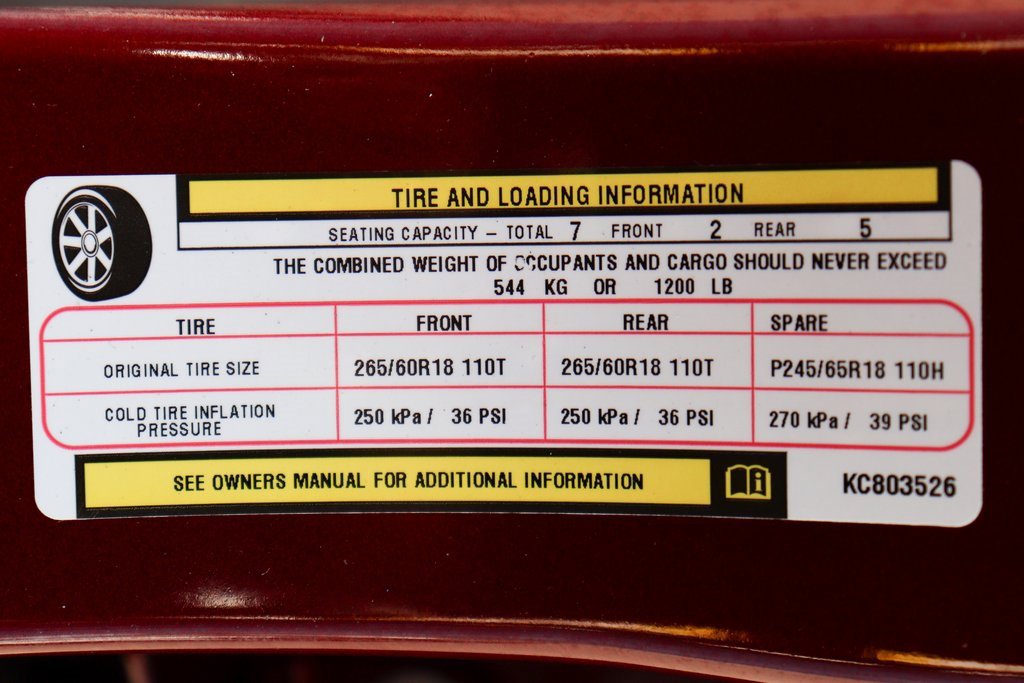 TIRE AND LOADING INFORMATION
SEATING CAPACITY – TOTAL 7 FRONT 2 REAR 5
THE COMBINED WEIGHT OF OCCUPANTS AND CARGO SHOULD NEVER EXCEED
544 KG OR 1200 LB
TIRE FRONT REAR SPARE
ORIGINAL TIRE SIZE 265/60R18 110T 265/60R18 110T P245/65R18 110H
COLD TIRE INFLATION
PRESSURE 250 kPa / 36 PSI 250 kPa / 36 PSI 270 kPa / 39 PSI
SEE OWNERS MANUAL FOR ADDITIONAL INFORMATION
KC803526